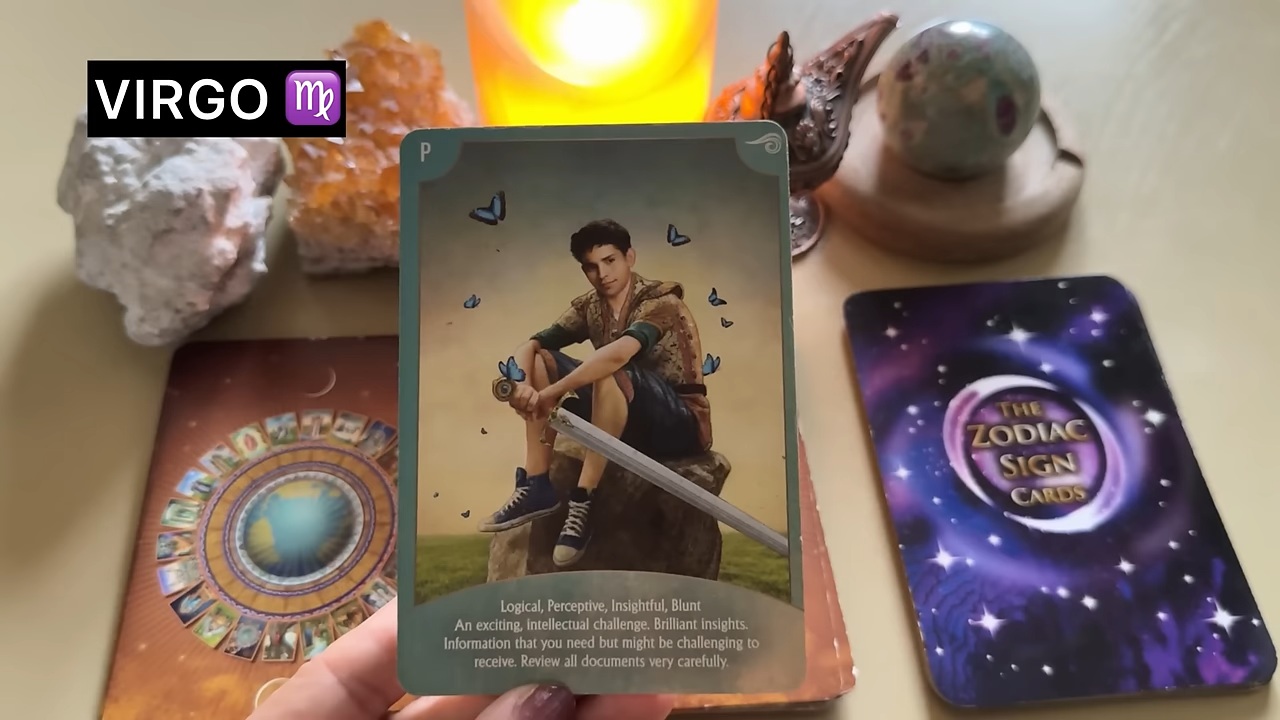 VIRGO ♍
P
Logical, Perceptive, Insightful, Blunt
An exciting, intellectual challenge. Brilliant insights.
Information that you need but might be challenging to
receive. Review all documents very carefully.
THE
ZODIAC
SIGN
CARDS